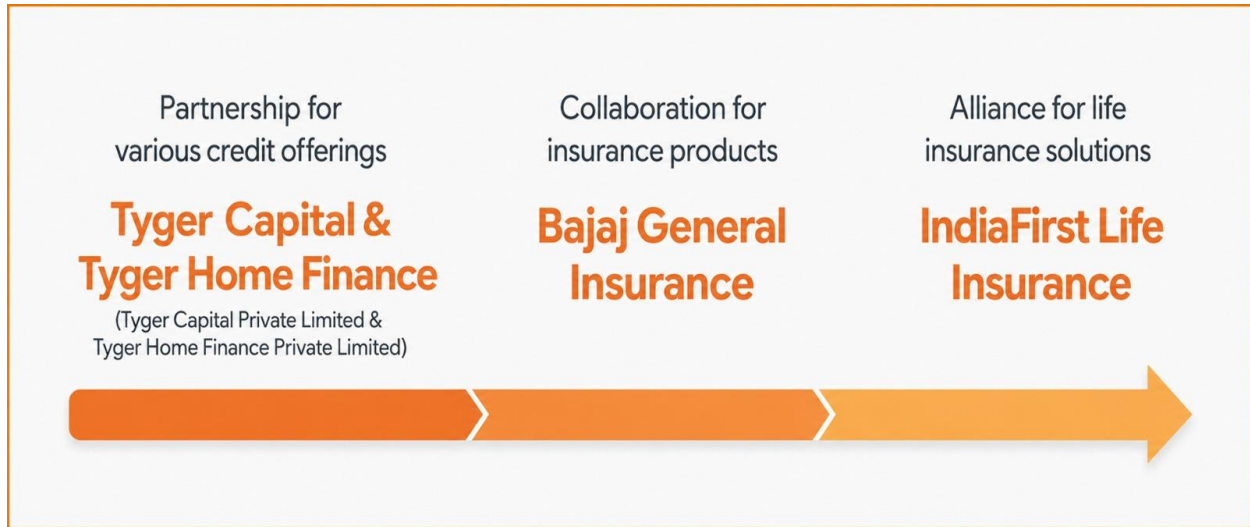 Partnership for
various credit offerings
Tyger Capital &
Tyger Home Finance
(Tyger Capital Private Limited &
Tyger Home Finance Private Limited)
Collaboration for
insurance products
Bajaj General
Insurance
Alliance for life
insurance solutions
IndiaFirst Life
Insurance